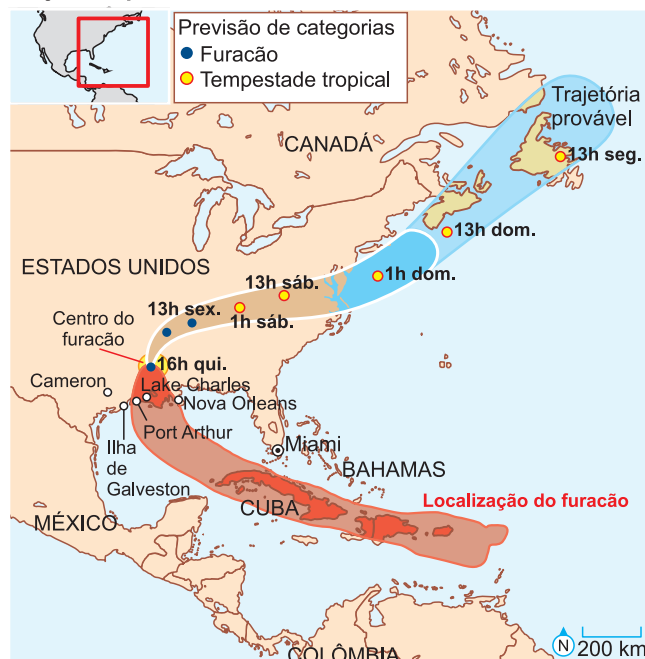 Previsão de categorias
Furacão
Tempestade tropical
Trajetória
provável
CANADÁ
13h seg.
13h dom.
ESTADOS UNIDOS
1h dom.
13h sáb.
13h sex.
1h sáb.
Centro do
furacão
16h qui.
Cameron
Lake Charles
Nova Orleans
Port Arthur
Ilha
de
Galveston
Miami
BAHAMAS
CUBA
Localização do furacão
MÉXICO
COLÔMBIA
N
200 km